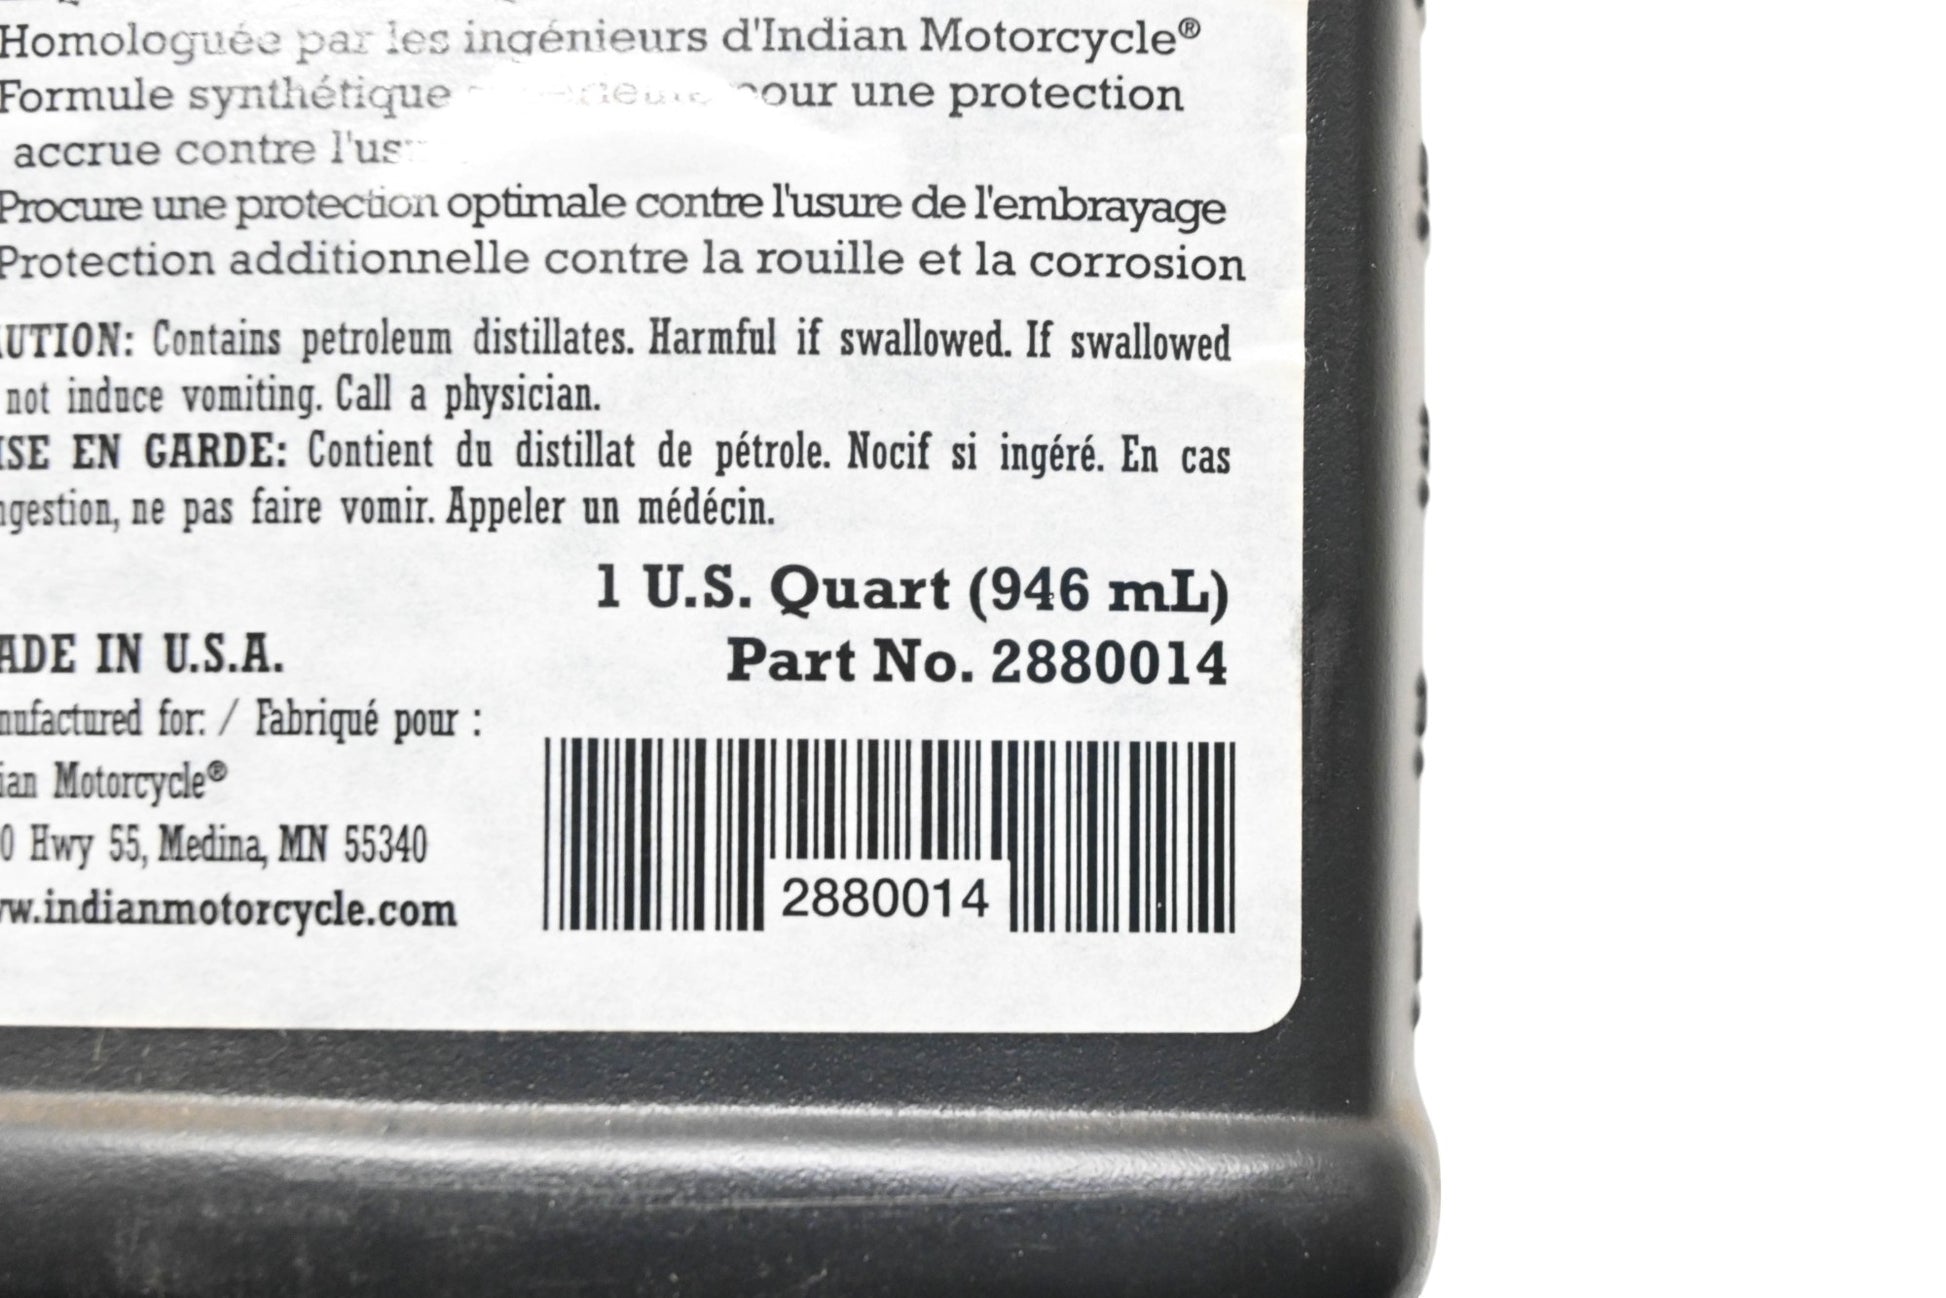 Homologuée par les ingénieurs d'Indian Motorcycle®
Formule synthétique pour une protection
accrue contre l'us
Procure une protection optimale contre l'usure de l'embrayage
Protection additionnelle contre la rouille et la corrosion
UTION: Contains petroleum distillates. Harmful if swallowed. If swallowed
not induce vomiting. Call a physician.
ISE EN GARDE: Contient du distillat de pétrole. Nocif si ingéré. En cas
ngestion, ne pas faire vomir. Appeler un médécin.
1 U.S. Quart (946 mL)
Part No. 2880014
ADE IN U.S.A.
nufactured for: / Fabriqué pour :
ian Motorcycle®
0 Hwy 55, Medina, MN 55340
w.indianmotorcycle.com
2880014